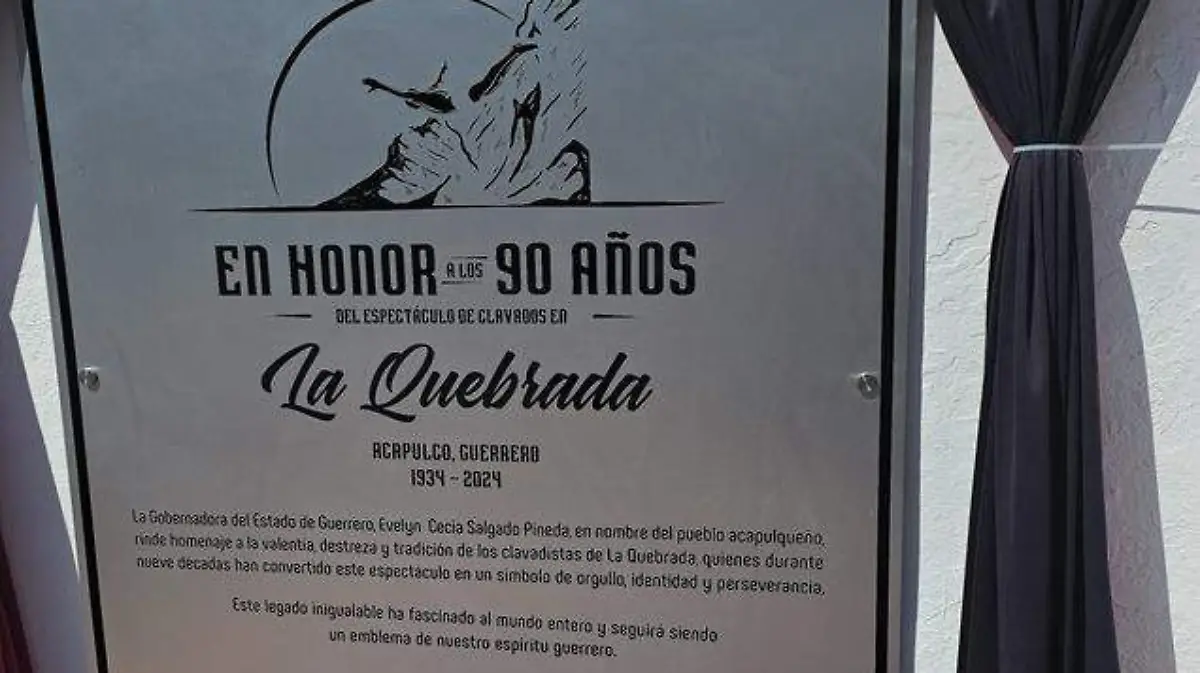 EN HONOR A LOS 90 AÑOS
DEL ESPECTÁCULO DE CLAVADOS EN
La Quebrada
ACAPULCO, GUERRERO
1934 - 2024
La Gobernadora del Estado de Guerrero, Evelyn Cecia Salgado Pineda, en nombre del pueblo acapulqueño,
rinde homenaje a la valentía, destreza y tradición de los clavadistas de La Quebrada, quienes durante
nueve décadas han convertido este espectáculo en un símbolo de orgullo, identidad y perseverancia.
Este legado inigualable ha fascinado al mundo entero y seguirá siendo
un emblema de nuestro espíritu guerrero.